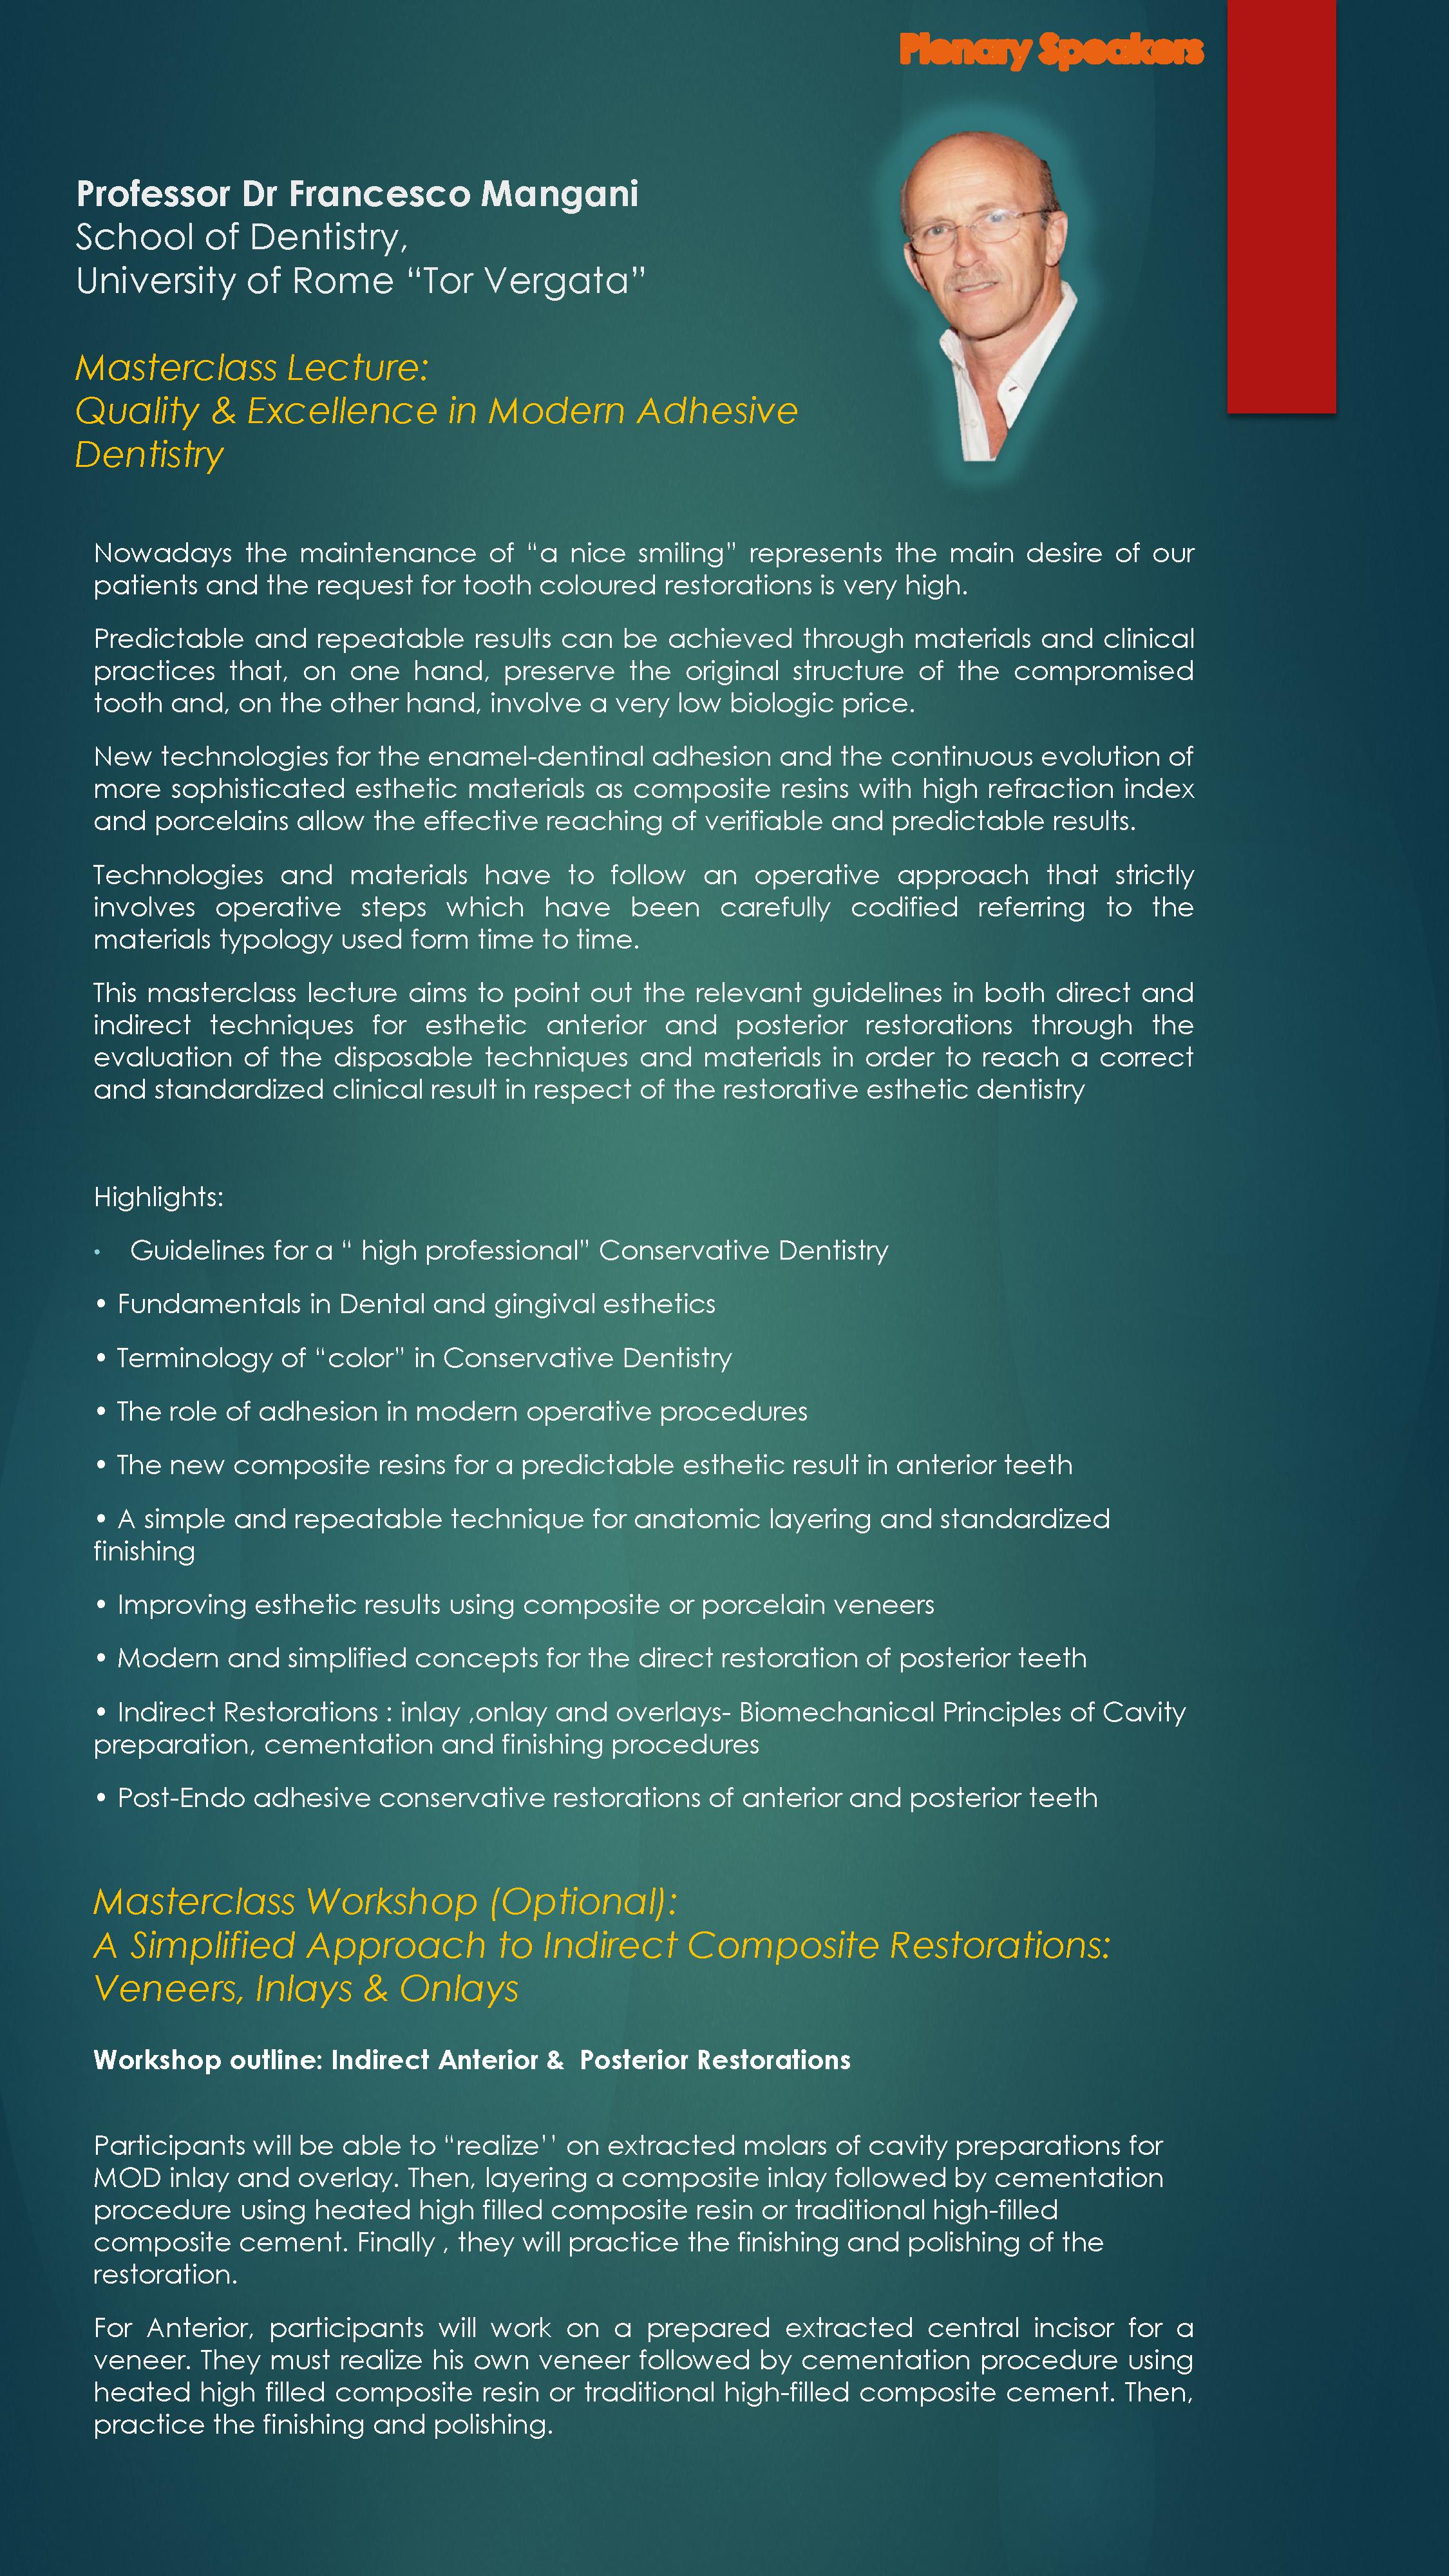 Plenary Speakers
Professor Dr Francesco Mangani
School of Dentistry,
University of Rome “Tor Vergata”
Masterclass Lecture:
Quality & Excellence in Modern Adhesive
Dentistry
Nowadays the maintenance of “a nice smiling” represents the main desire of our
patients and the request for tooth coloured restorations is very high.
Predictable and repeatable results can be achieved through materials and clinical
practices that, on one hand, preserve the original structure of the compromised
tooth and, on the other hand, involve a very low biologic price.
New technologies for the enamel-dentinal adhesion and the continuous evolution of
more sophisticated esthetic materials as composite resins with high refraction index
and porcelains allow the effective reaching of verifiable and predictable results.
Technologies and materials have to follow an operative approach that strictly
involves operative steps which have been carefully codified referring to the
materials typology used form time to time.
This masterclass lecture aims to point out the relevant guidelines in both direct and
indirect techniques for esthetic anterior and posterior restorations through the
evaluation of the disposable techniques and materials in order to reach a correct
and standardized clinical result in respect of the restorative esthetic dentistry
Highlights:
• Guidelines for a “ high professional” Conservative Dentistry
• Fundamentals in Dental and gingival esthetics
• Terminology of “color” in Conservative Dentistry
• The role of adhesion in modern operative procedures
• The new composite resins for a predictable esthetic result in anterior teeth
• A simple and repeatable technique for anatomic layering and standardized
finishing
• Improving esthetic results using composite or porcelain veneers
• Modern and simplified concepts for the direct restoration of posterior teeth
• Indirect Restorations : inlay ,onlay and overlays- Biomechanical Principles of Cavity
preparation, cementation and finishing procedures
• Post-Endo adhesive conservative restorations of anterior and posterior teeth
Masterclass Workshop (Optional):
A Simplified Approach to Indirect Composite Restorations:
Veneers, Inlays & Onlays
Workshop outline: Indirect Anterior &  Posterior Restorations
Participants will be able to “realize’’ on extracted molars of cavity preparations for
MOD inlay and overlay. Then, layering a composite inlay followed by cementation
procedure using heated high filled composite resin or traditional high-filled
composite cement. Finally , they will practice the finishing and polishing of the
restoration.
For Anterior, participants will work on a prepared extracted central incisor for a
veneer. They must realize his own veneer followed by cementation procedure using
heated high filled composite resin or traditional high-filled composite cement. Then,
practice the finishing and polishing.